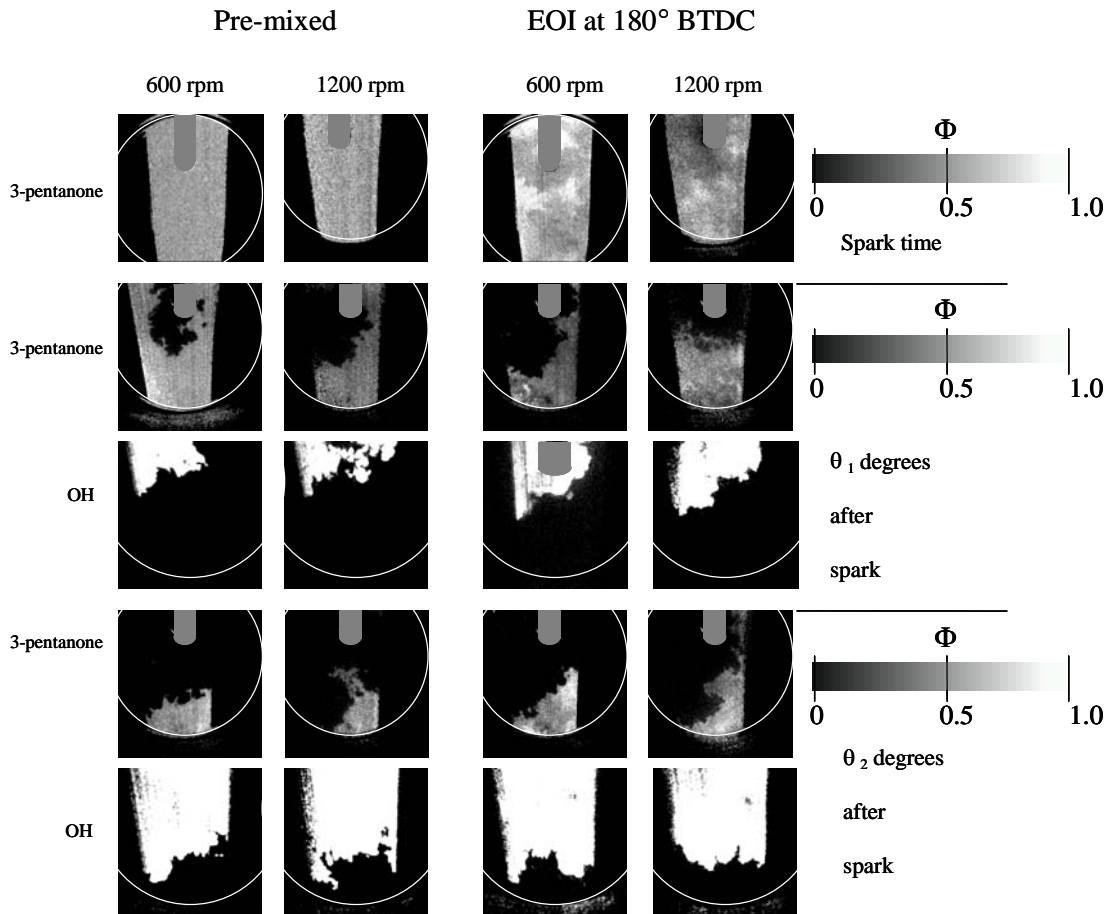 Pre-mixed EOI at 180° BTDC
600 rpm 1200 rpm 600 rpm 1200 rpm
Φ
3-pentanone
0 0.5 1.0
Spark time
Φ
3-pentanone
0 0.5 1.0
θ 1 degrees
OH
after
spark
3-pentanone
Φ
0 0.5 1.0
θ 2 degrees
after
OH
spark